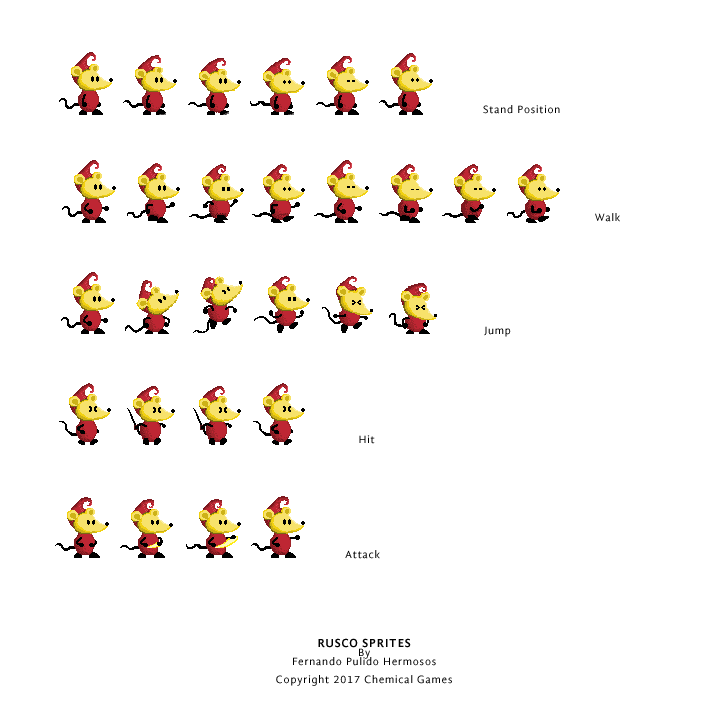 Stand Position
Walk
Jump
Hit
Attack
RUSCO SPRITES
By
Fernando Pulido Hermosos
Copyright 2017 Chemical Games